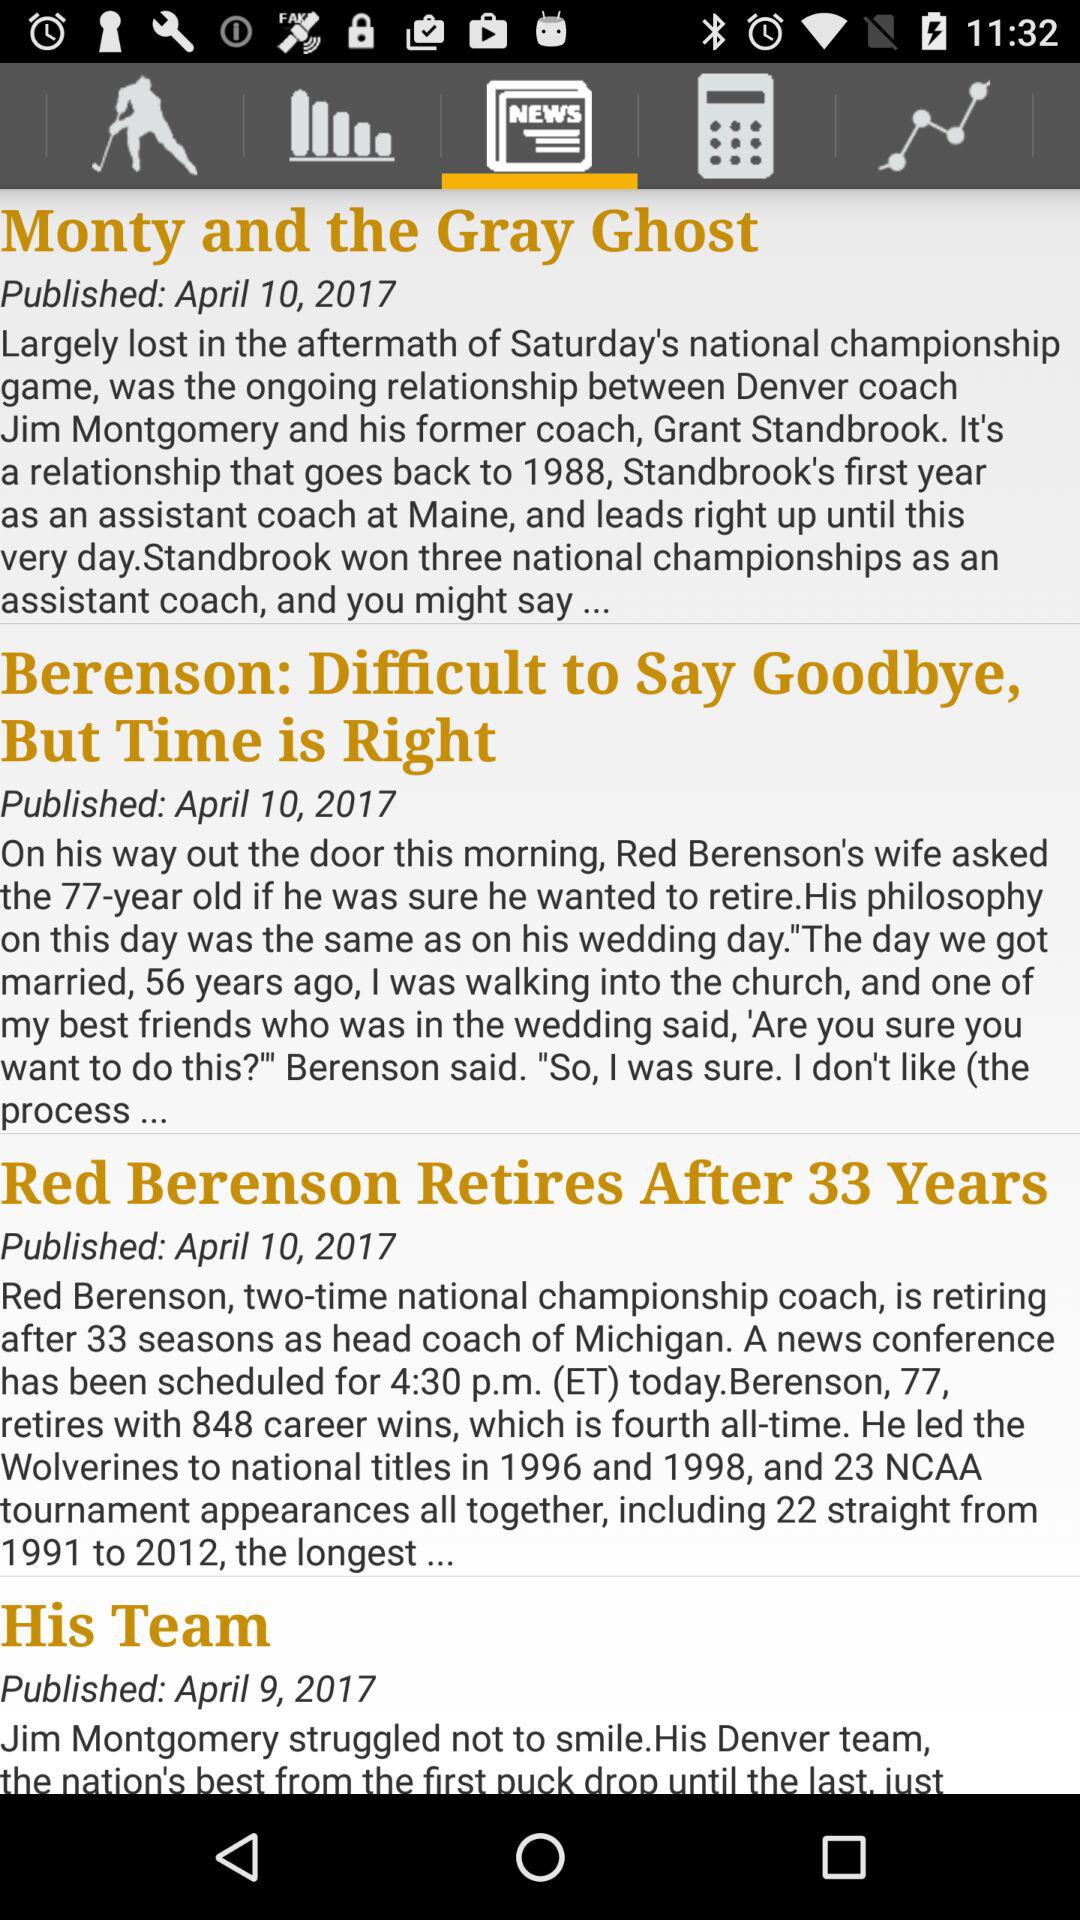 FAKE
11:32
NEWS
Monty and the Gray Ghost
Published: April 10, 2017
Largely lost in the aftermath of Saturday's national championship
game, was the ongoing relationship between Denver coach
Jim Montgomery and his former coach, Grant Standbrook. It's
a relationship that goes back to 1988, Standbrook's first year
as an assistant coach at Maine, and leads right up until this
very day.Standbrook won three national championships as an
assistant coach, and you might say ...
Berenson: Difficult to Say Goodbye,
But Time is Right
Published: April 10, 2017
On his way out the door this morning, Red Berenson's wife asked
the 77-year old if he was sure he wanted to retire.His philosophy
on this day was the same as on his wedding day."The day we got
married, 56 years ago, I was walking into the church, and one of
my best friends who was in the wedding said, 'Are you sure you
want to do this?'" Berenson said. "So, I was sure. I don't like (the
process ...
Red Berenson Retires After 33 Years
Published: April 10, 2017
Red Berenson, two-time national championship coach, is retiring
after 33 seasons as head coach of Michigan. A news conference
has been scheduled for 4:30 p.m. (ET) today.Berenson, 77,
retires with 848 career wins, which is fourth all-time. He led the
Wolverines to national titles in 1996 and 1998, and 23 NCAA
tournament appearances all together, including 22 straight from
1991 to 2012, the longest ...
His Team
Published: April 9, 2017
Jim Montgomery struggled not to smile.His Denver team,
the nation's best from the first puck drop until the last, just